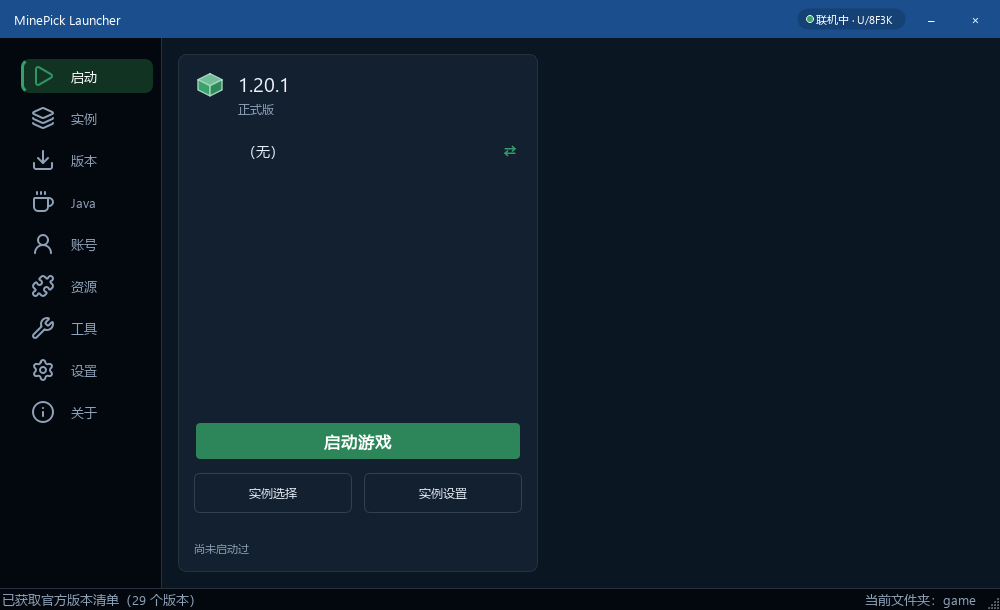 MinePick Launcher
联机中 · U/8F3K
启动
实例
版本
Java
账号
资源
工具
设置
关于
1.20.1
正式版
（无）
启动游戏
实例选择
实例设置
尚未启动过
已获取官方版本清单（29 个版本）
当前文件夹: game